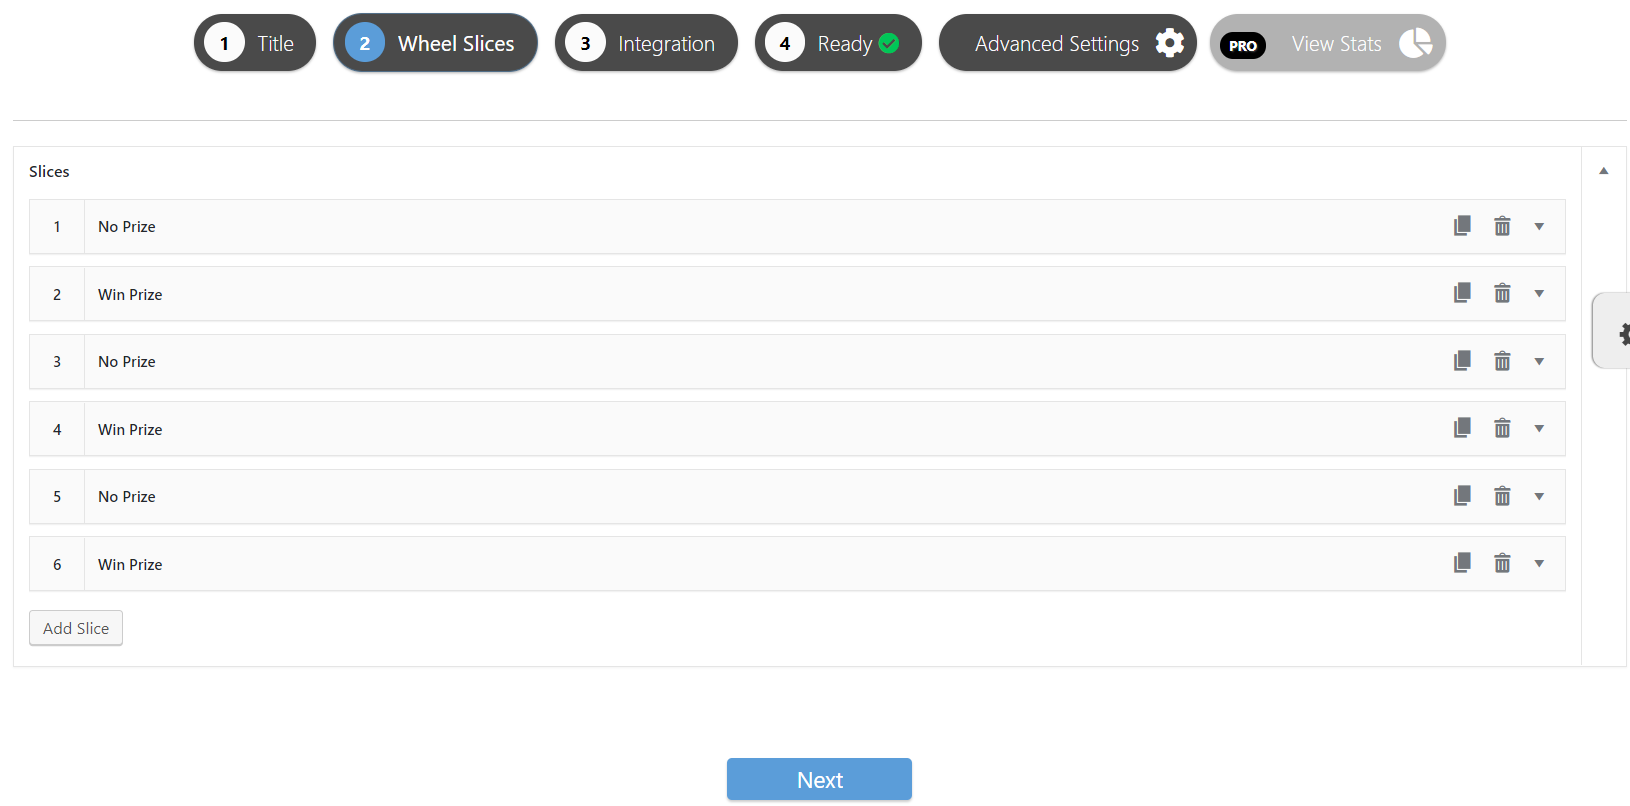 1 Title 2 Wheel Slices 3 Integration 4 Ready Advanced Settings PRO View Stats
Slices
1 No Prize
2 Win Prize
3 No Prize
4 Win Prize
5 No Prize
6 Win Prize
Add Slice
Next